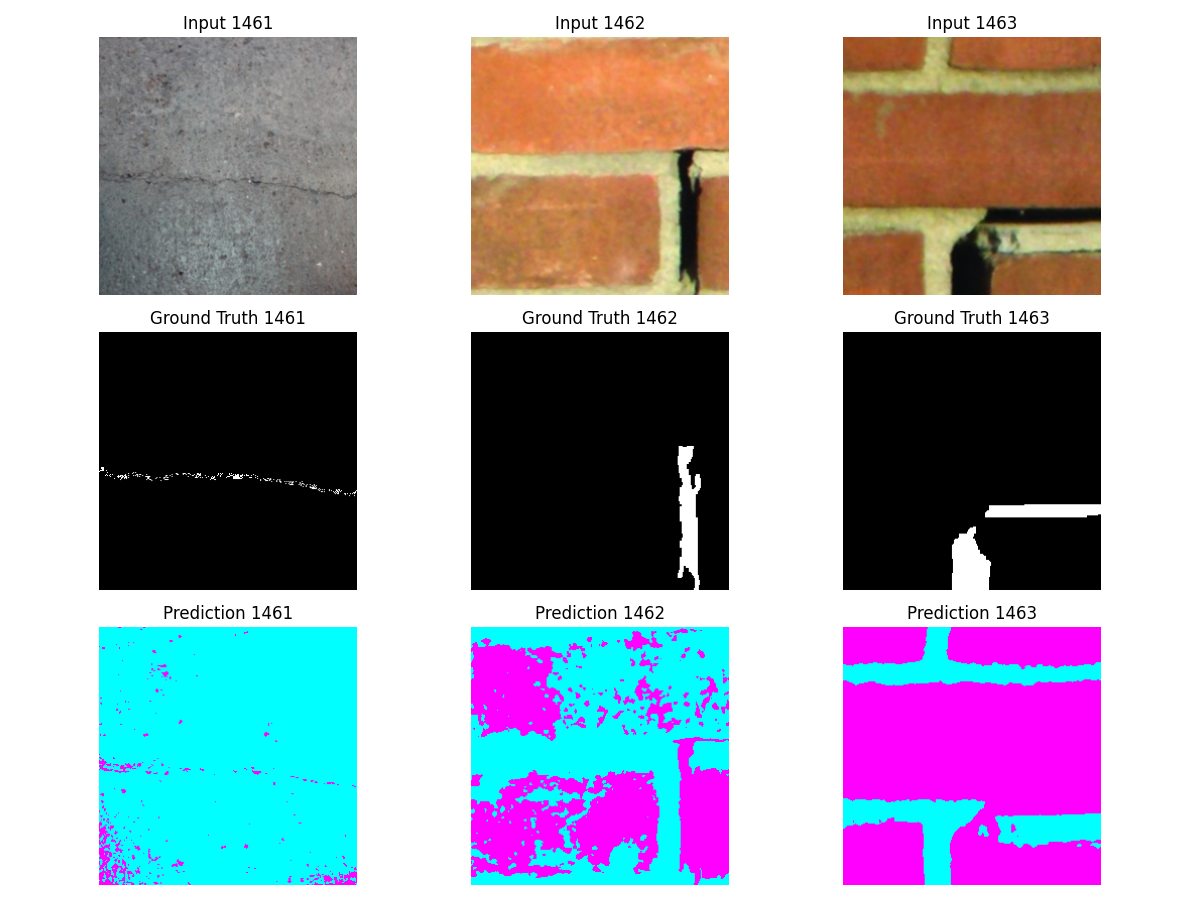 Input 1461
Input 1462
Input 1463
Ground Truth 1461
Ground Truth 1462
Ground Truth 1463
Prediction 1461
Prediction 1462
Prediction 1463